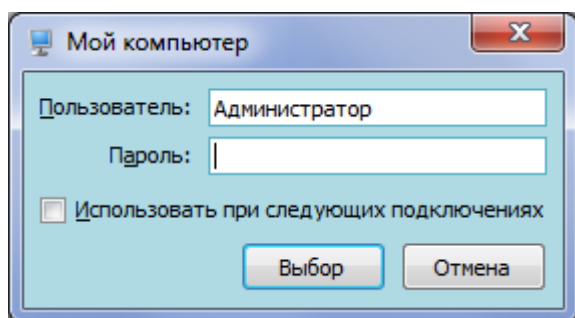 Мой компьютер
Пользователь: Администратор
Пароль:
Использовать при следующих подключениях
Выбор Отмена